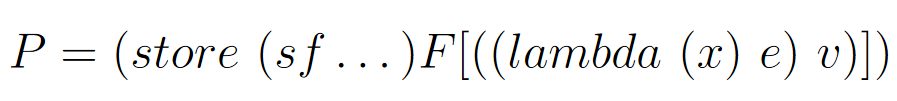 P = (store (sf ...)F[((lambda (x) e) v)])